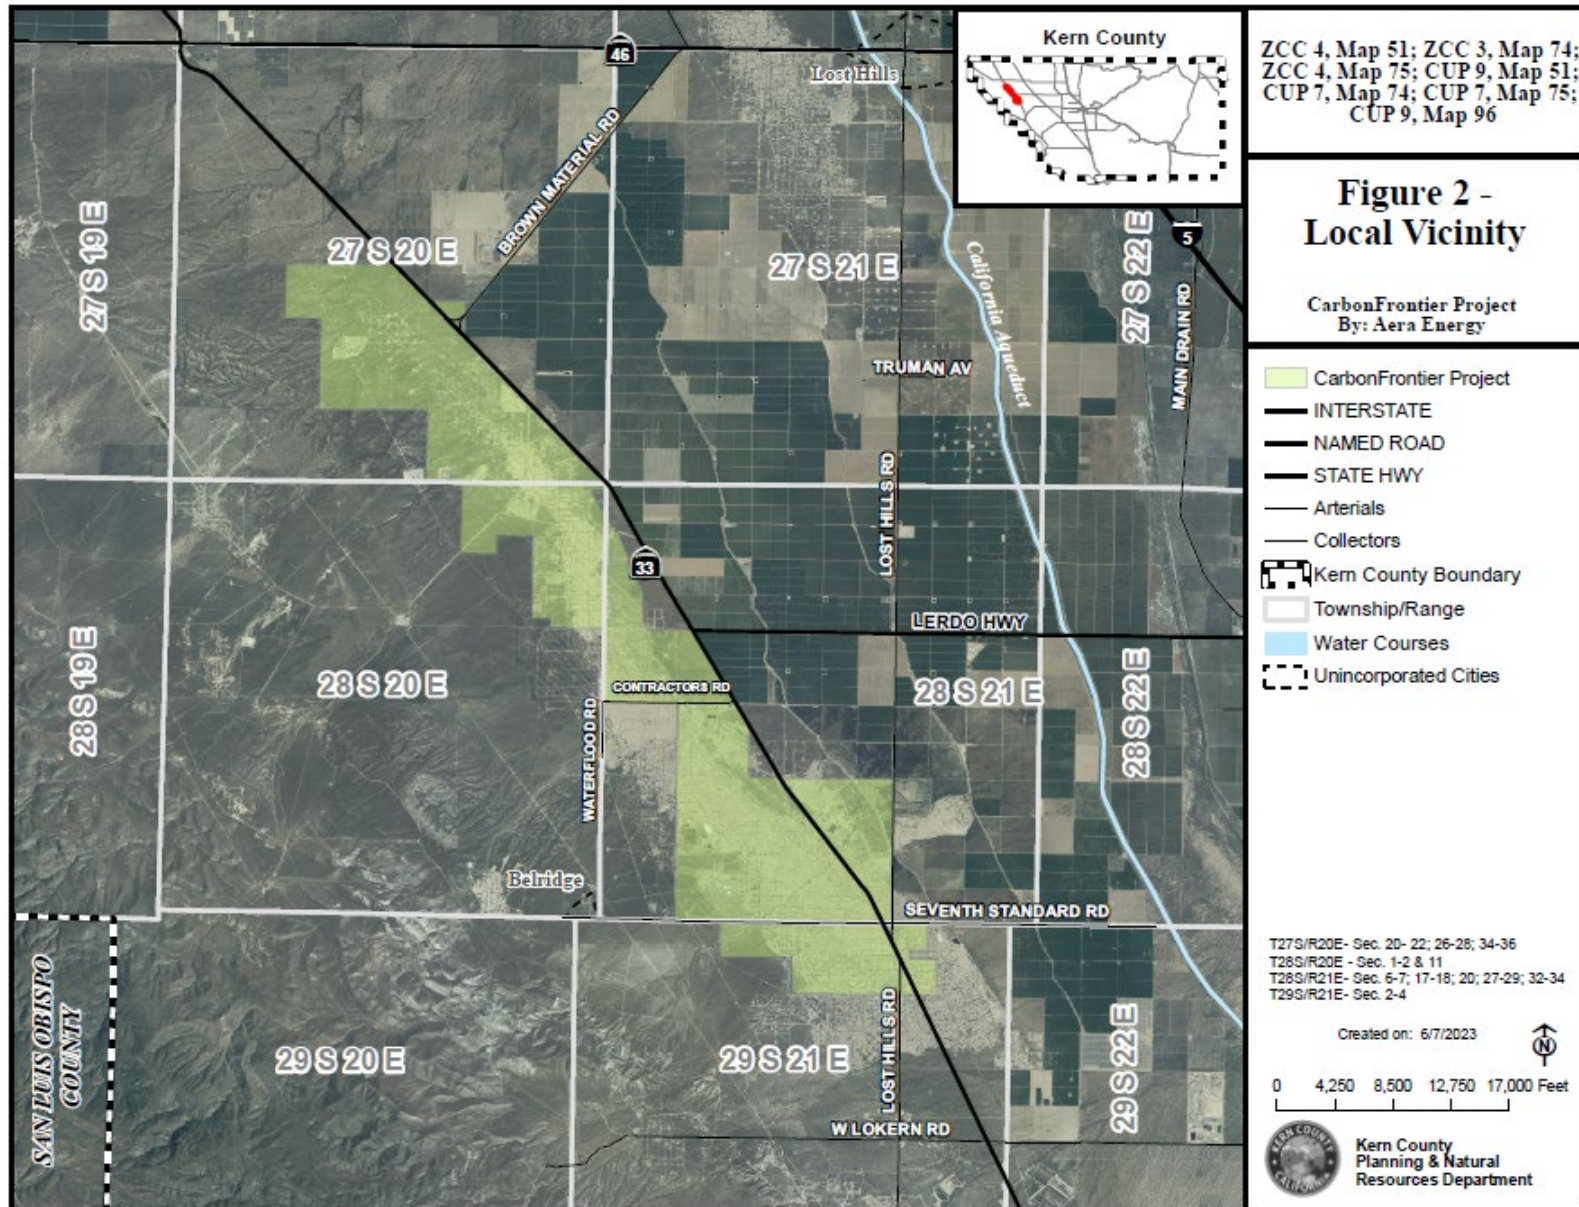 46
Lost Hills
BROWN MATERIAL RD
27 S 19 E
27 S 20 E
27 S 21 E
California Aqueduct
27 S 22 E
5
MAIN DRAIN RD
TRUMAN AV
LOST HILLS RD
33
LERDO HWY
28 S 19 E
28 S 20 E
CONTRACTORS RD
28 S 21 E
28 S 22 E
WATERFLOOD RD
Belridge
SEVENTH STANDARD RD
SAN LUIS OBISPO
COUNTY
29 S 20 E
29 S 21 E
LOST HILLS RD
29 S 22 E
W LOKERN RD
Kern County
ZCC 4, Map 51; ZCC 3, Map 74;
ZCC 4, Map 75; CUP 9, Map 51;
CUP 7, Map 74; CUP 7, Map 75;
CUP 9, Map 96
Figure 2 -
Local Vicinity
CarbonFrontier Project
By: Aera Energy
CarbonFrontier Project
INTERSTATE
NAMED ROAD
STATE HWY
Arterials
Collectors
Kern County Boundary
Township/Range
Water Courses
Unincorporated Cities
T27S/R20E- Sec. 20- 22; 26-28; 34-36
T28S/R20E - Sec. 1-2 & 11
T28S/R21E- Sec. 6-7; 17-18; 20; 27-29; 32-34
T29S/R21E- Sec. 2-4
Created on: 6/7/2023
N
0 4,250 8,500 12,750 17,000 Feet
KERN COUNTY
CALIFORNIA
Kern County
Planning & Natural
Resources Department